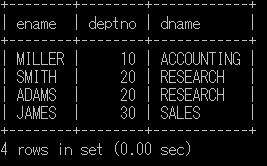 +--------+--------+------------+
| ename  | deptno | dname      |
+--------+--------+------------+
| MILLER |     10 | ACCOUNTING |
| SMITH  |     20 | RESEARCH   |
| ADAMS  |     20 | RESEARCH   |
| JAMES  |     30 | SALES      |
+--------+--------+------------+
4 rows in set (0.00 sec)